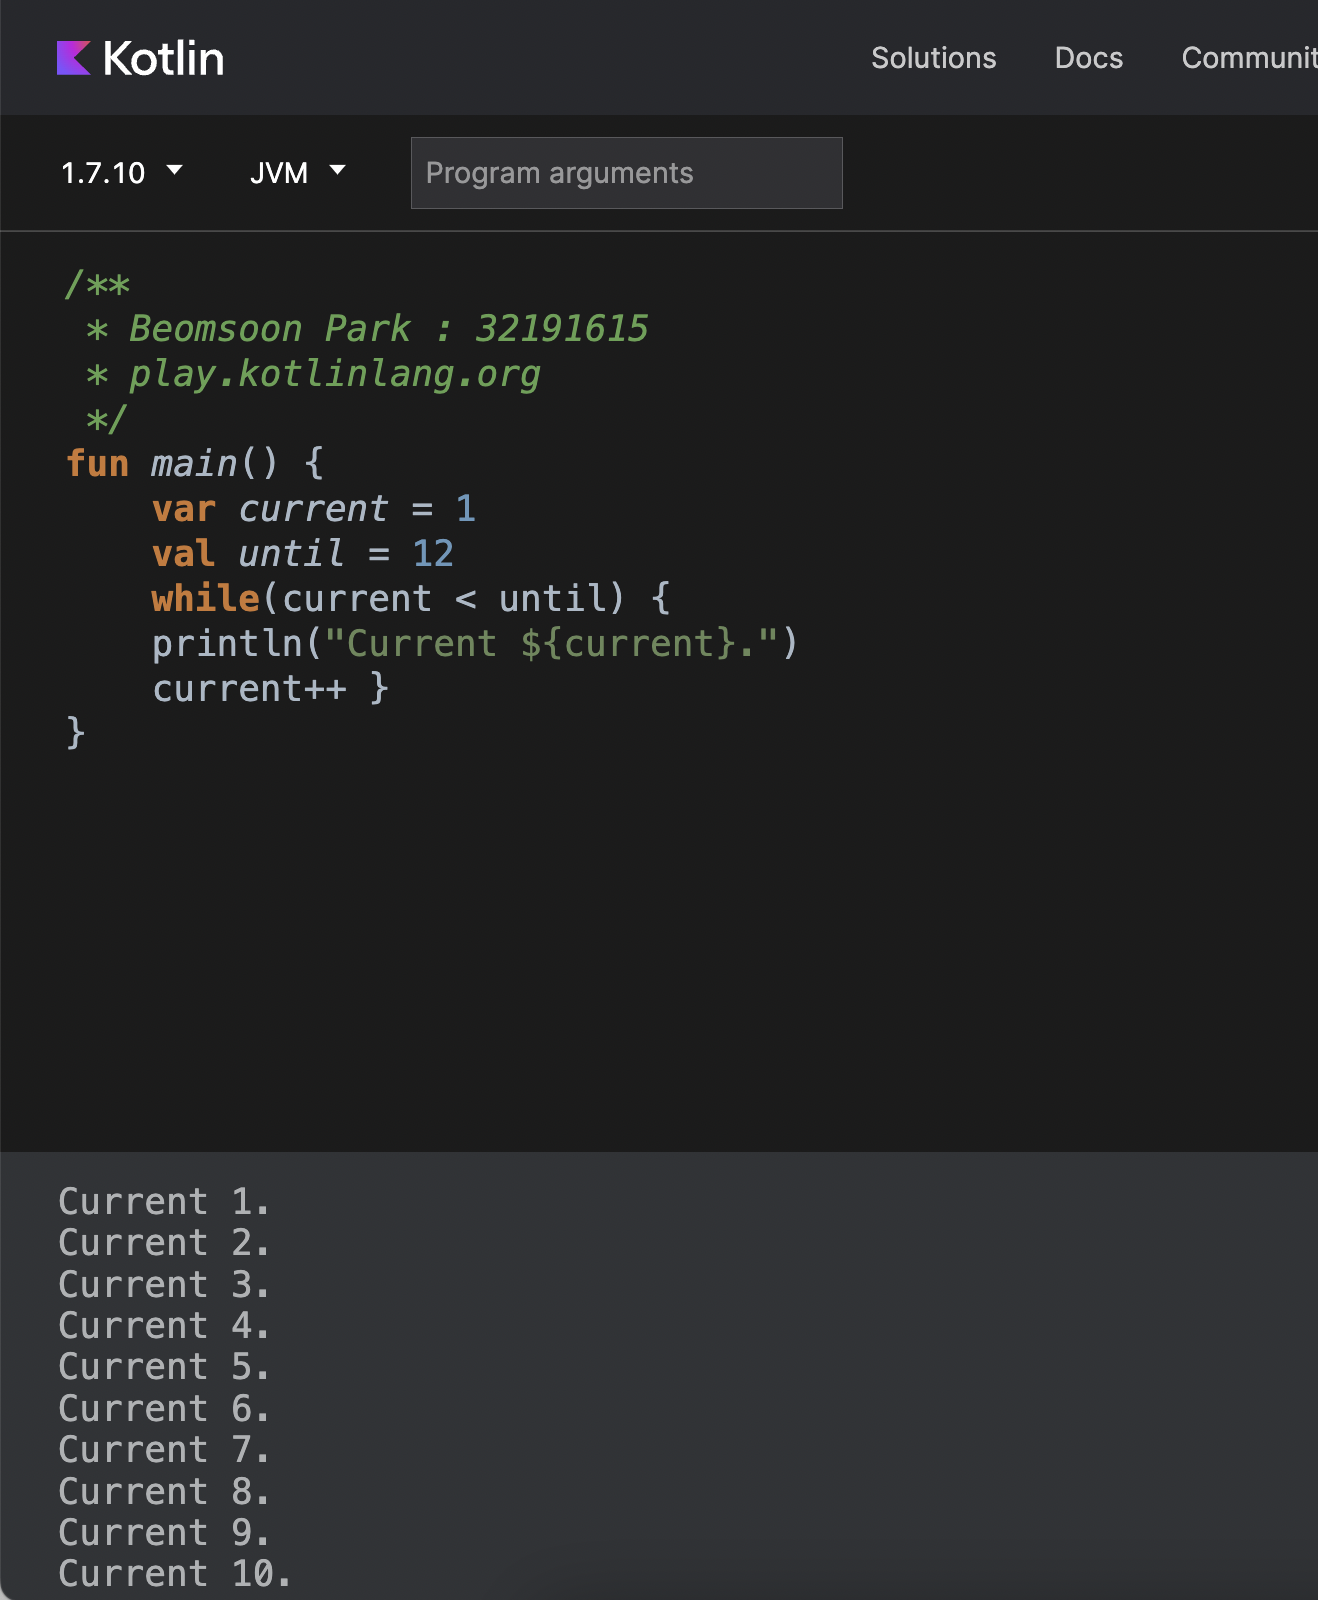 Kotlin Solutions Docs Communit
1.7.10 JVM Program arguments
/**
 * Beomsoon Park : 32191615
 * play.kotlinlang.org
 */
fun main() {
    var current = 1
    val until = 12
    while(current < until) {
    println("Current ${current}.")
    current++ }
}
Current 1.
Current 2.
Current 3.
Current 4.
Current 5.
Current 6.
Current 7.
Current 8.
Current 9.
Current 10.